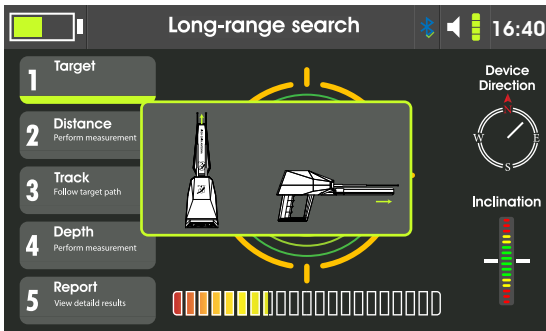 Long-range search
16:40
1 Target
2 Distance
Perform measurement
3 Track
Follow target path
4 Depth
Perform measurement
5 Report
View detaild results
Device
Direction
N
W E
S
Inclination